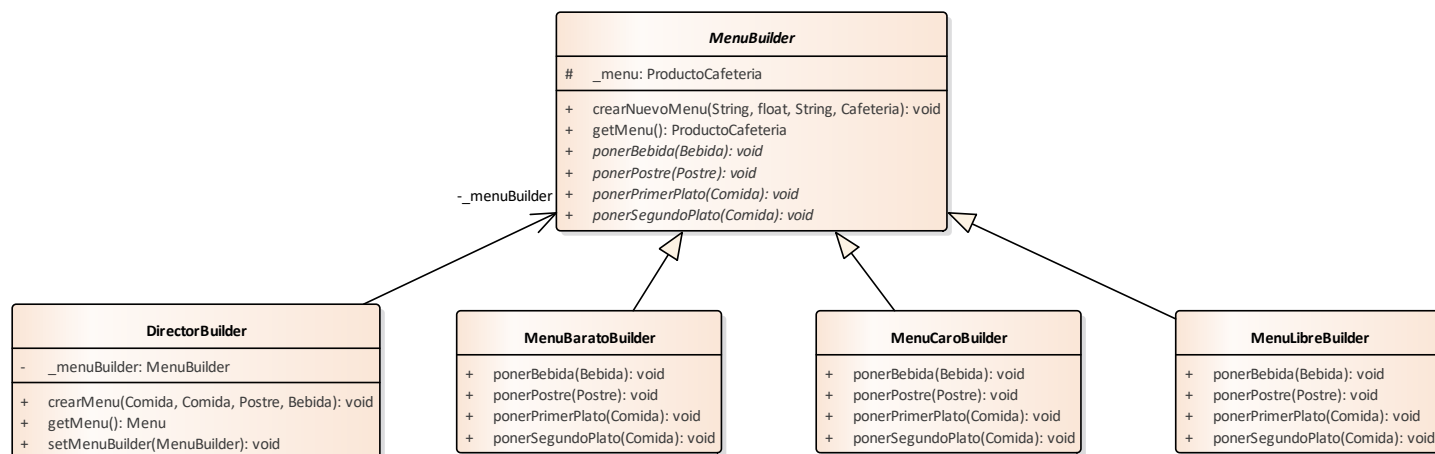 MenuBuilder
# _menu: ProductoCafeteria
+ crearNuevoMenu(String, float, String, Cafeteria): void
+ getMenu(): ProductoCafeteria
+ ponerBebida(Bebida): void
+ ponerPostre(Postre): void
+ ponerPrimerPlato(Comida): void
+ ponerSegundoPlato(Comida): void
-_menuBuilder
DirectorBuilder
- _menuBuilder: MenuBuilder
+ crearMenu(Comida, Comida, Postre, Bebida): void
+ getMenu(): Menu
+ setMenuBuilder(MenuBuilder): void
MenuBaratoBuilder
+ ponerBebida(Bebida): void
+ ponerPostre(Postre): void
+ ponerPrimerPlato(Comida): void
+ ponerSegundoPlato(Comida): void
MenuCaroBuilder
+ ponerBebida(Bebida): void
+ ponerPostre(Postre): void
+ ponerPrimerPlato(Comida): void
+ ponerSegundoPlato(Comida): void
MenuLibreBuilder
+ ponerBebida(Bebida): void
+ ponerPostre(Postre): void
+ ponerPrimerPlato(Comida): void
+ ponerSegundoPlato(Comida): void